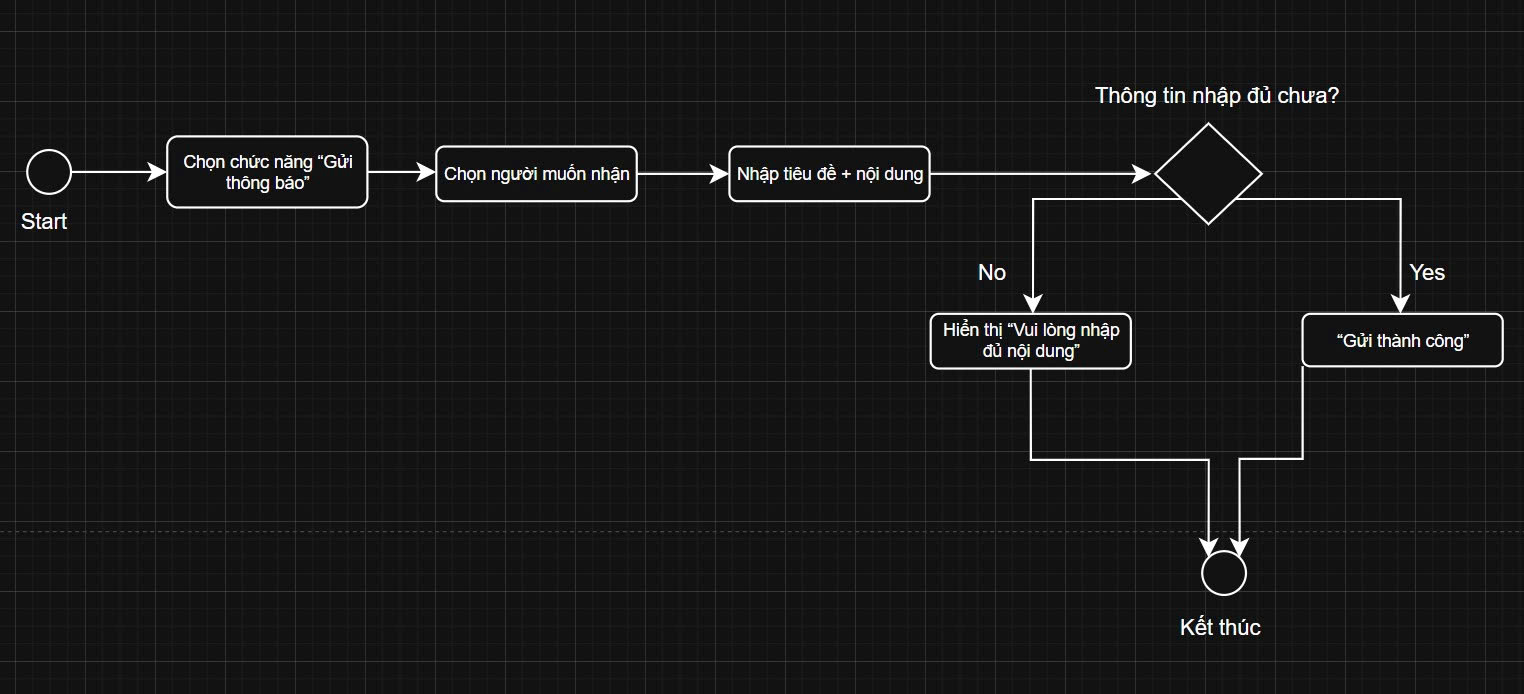 Thông tin nhập đủ chưa?
Chọn chức năng “Gửi
thông báo”
Chọn người muốn nhận
Nhập tiêu đề + nội dung
Start
No
Yes
Hiển thị “Vui lòng nhập
đủ nội dung”
“Gửi thành công”
Kết thúc